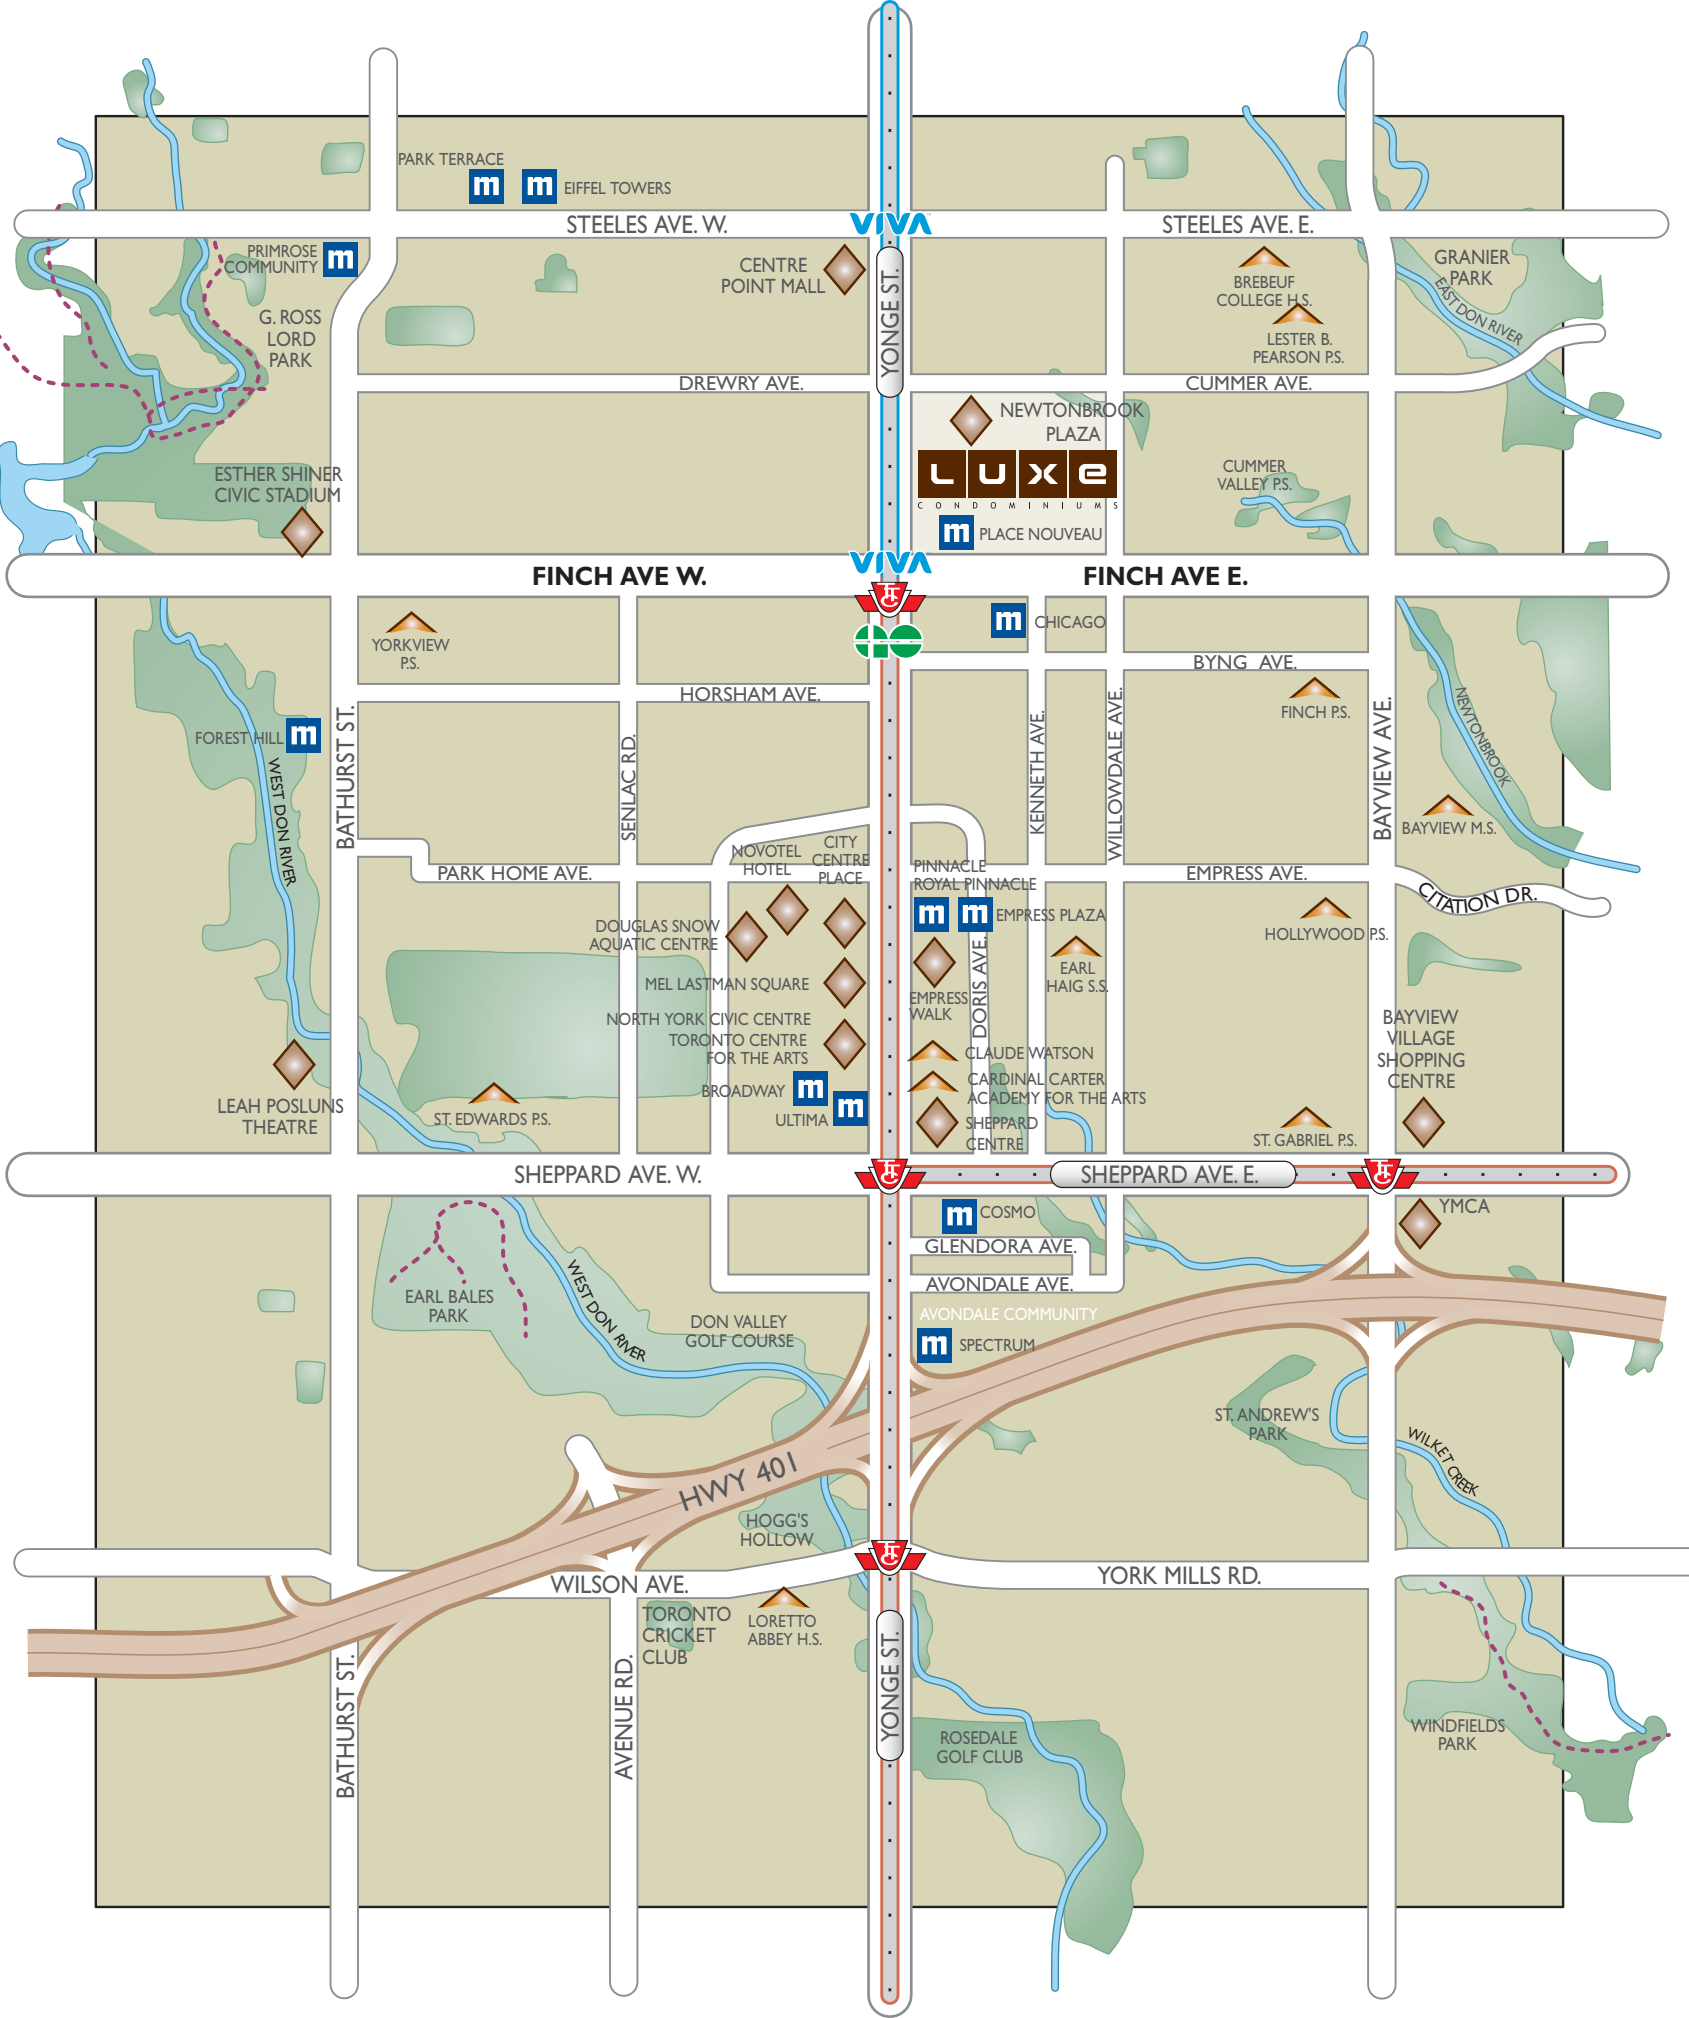 PARK TERRACE
m
m
EIFFEL TOWERS
STEELES AVE. W.
VIVA
STEELES AVE. E.
PRIMROSE
COMMUNITY
m
CENTRE
POINT MALL
YONGE ST.
BREBEUF
COLLEGE H.S.
GRANIER
PARK
EAST DON RIVER
G. ROSS
LORD
PARK
LESTER B.
PEARSON P.S.
DREWRY AVE.
CUMMER AVE.
NEWTONBROOK
PLAZA
LUXE
CONDOMINIUMS
m
PLACE NOUVEAU
CUMMER
VALLEY P.S.
ESTHER SHINER
CIVIC STADIUM
FINCH AVE W.
VIVA
FINCH AVE E.
TTC
GO
m
CHICAGO
YORKVIEW
P.S.
BYNG AVE.
HORSHAM AVE.
FINCH P.S.
FOREST HILL
m
WEST DON RIVER
BATHURST ST.
SENLAC RD.
KENNETH AVE.
WILLOWDALE AVE.
BAYVIEW AVE.
NEWTONBROOK
BAYVIEW M.S.
PARK HOME AVE.
NOVOTEL
HOTEL
CITY
CENTRE
PLACE
PINNACLE
ROYAL PINNACLE
m
m
EMPRESS PLAZA
EMPRESS AVE.
CITATION DR.
DOUGLAS SNOW
AQUATIC CENTRE
HOLLYWOOD P.S.
MEL LASTMAN SQUARE
EMPRESS
WALK
DORIS AVE.
EARL
HAIG S.S.
NORTH YORK CIVIC CENTRE
TORONTO CENTRE
FOR THE ARTS
BAYVIEW
VILLAGE
SHOPPING
CENTRE
CLAUDE WATSON
CARDINAL CARTER
ACADEMY FOR THE ARTS
BROADWAY
m
ULTIMA
m
SHEPPARD
CENTRE
LEAH POSLUNS
THEATRE
ST. EDWARDS P.S.
ST. GABRIEL P.S.
SHEPPARD AVE. W.
TTC
SHEPPARD AVE. E.
TTC
m
COSMO
YMCA
GLENDORA AVE.
AVONDALE AVE.
AVONDALE COMMUNITY
m
SPECTRUM
EARL BALES
PARK
WEST DON RIVER
DON VALLEY
GOLF COURSE
ST. ANDREW'S
PARK
WILKET CREEK
HWY 401
HOGG'S
HOLLOW
TTC
WILSON AVE.
YORK MILLS RD.
TORONTO
CRICKET
CLUB
LORETTO
ABBEY H.S.
BATHURST ST.
AVENUE RD.
YONGE ST.
ROSEDALE
GOLF CLUB
WINDFIELDS
PARK